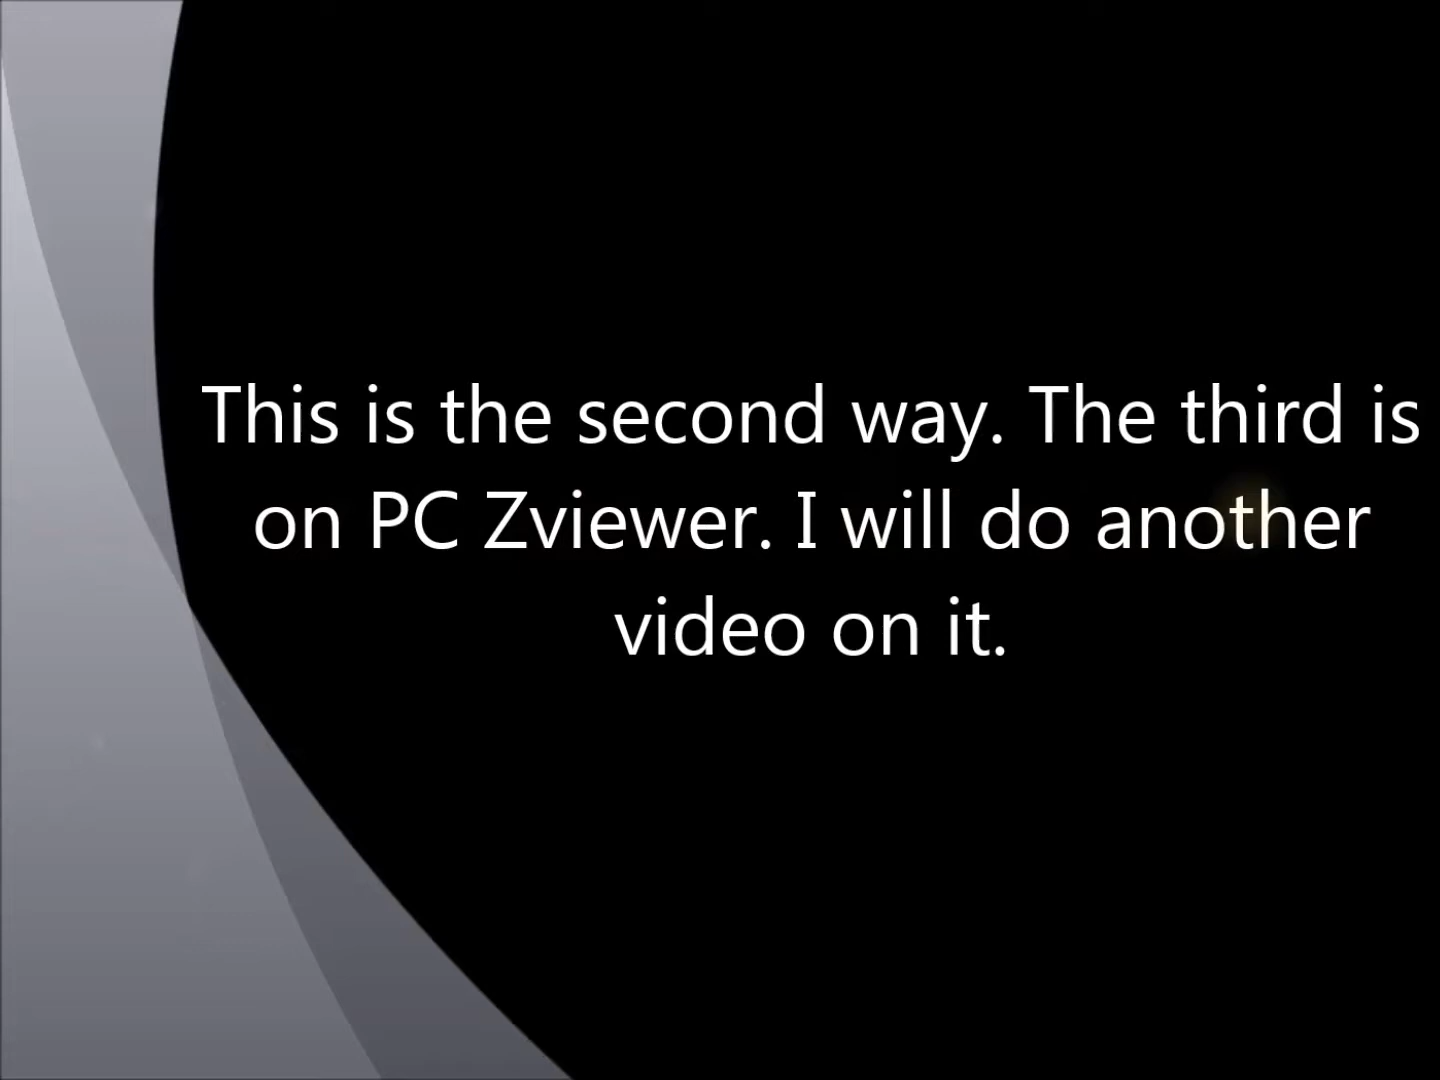 This is the second way. The third is
on PC Zviewer. I will do another
video on it.